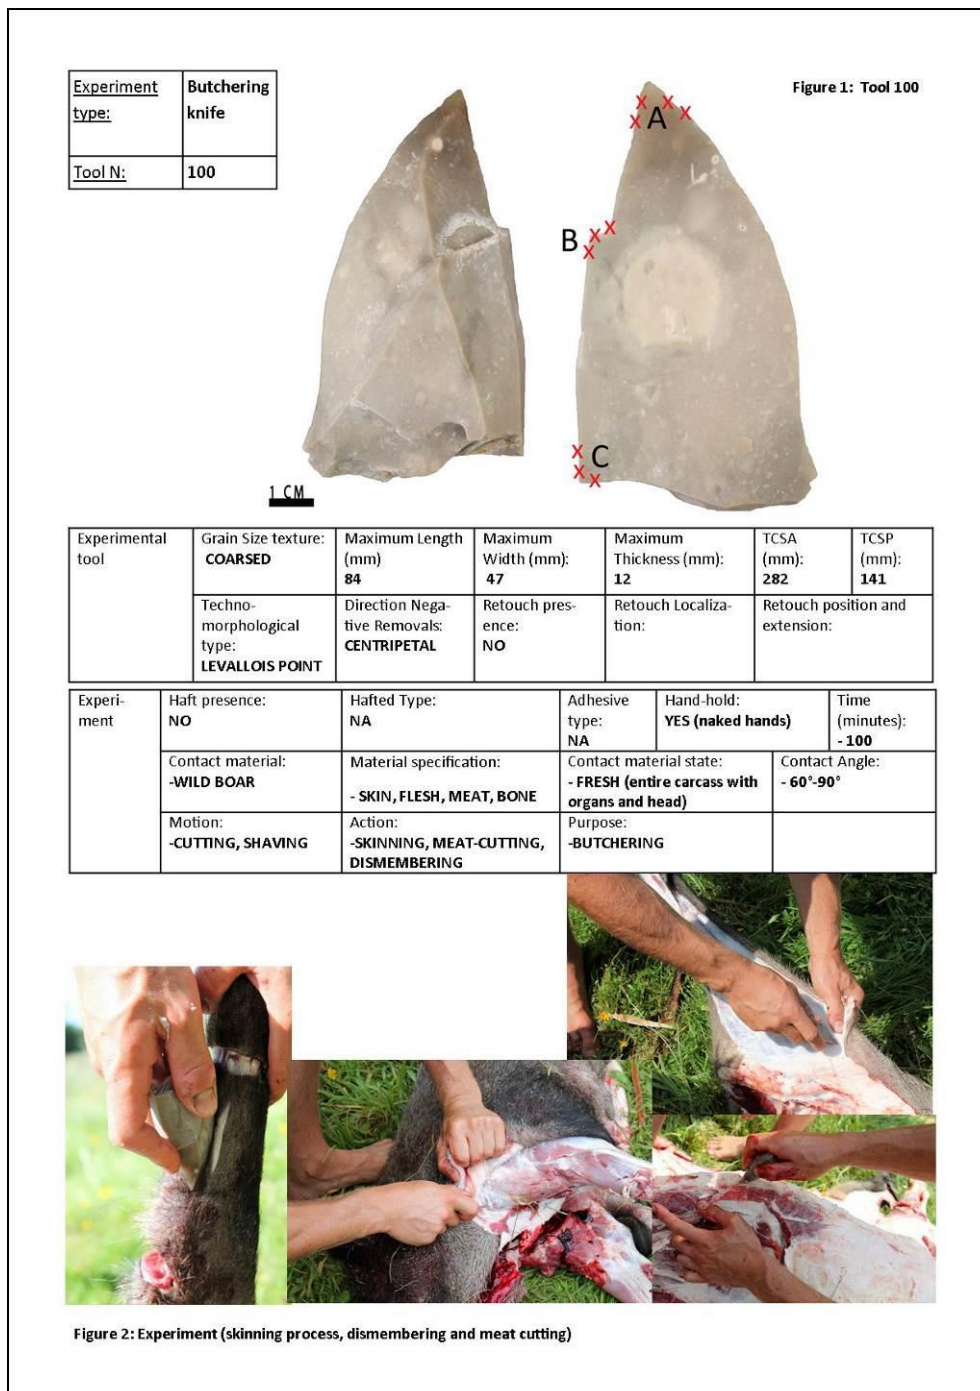 Experiment type:
Butchering knife
Tool N:
100
Figure 1: Tool 100
A
B
C
1 CM
Experimental tool
Grain Size texture:
COARSED
Maximum Length (mm)
84
Maximum Width (mm):
47
Maximum Thickness (mm):
12
TCSA (mm):
282
TCSP (mm):
141
Techno-
morphological
type:
LEVALLOIS POINT
Direction Nega-
tive Removals:
CENTRIPETAL
Retouch pres-
ence:
NO
Retouch Localiza-
tion:
Retouch position and
extension:
Experi-
ment
Haft presence:
NO
Hafted Type:
NA
Adhesive
type:
NA
Hand-hold:
YES (naked hands)
Time
(minutes):
- 100
Contact material:
-WILD BOAR
Material specification:
- SKIN, FLESH, MEAT, BONE
Contact material state:
- FRESH (entire carcass with
organs and head)
Contact Angle:
- 60°-90°
Motion:
-CUTTING, SHAVING
Action:
-SKINNING, MEAT-CUTTING,
DISMEMBERING
Purpose:
-BUTCHERING
Figure 2: Experiment (skinning process, dismembering and meat cutting)